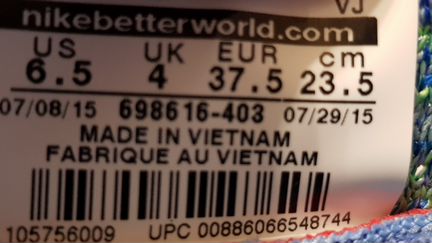 VJ
nikebetterworld.com
US UK EUR cm
6.5 4 37.5 23.5
07/08/15 698616-403 07/29/15
MADE IN VIETNAM
FABRIQUE AU VIETNAM
105756009 UPC 00886066548744